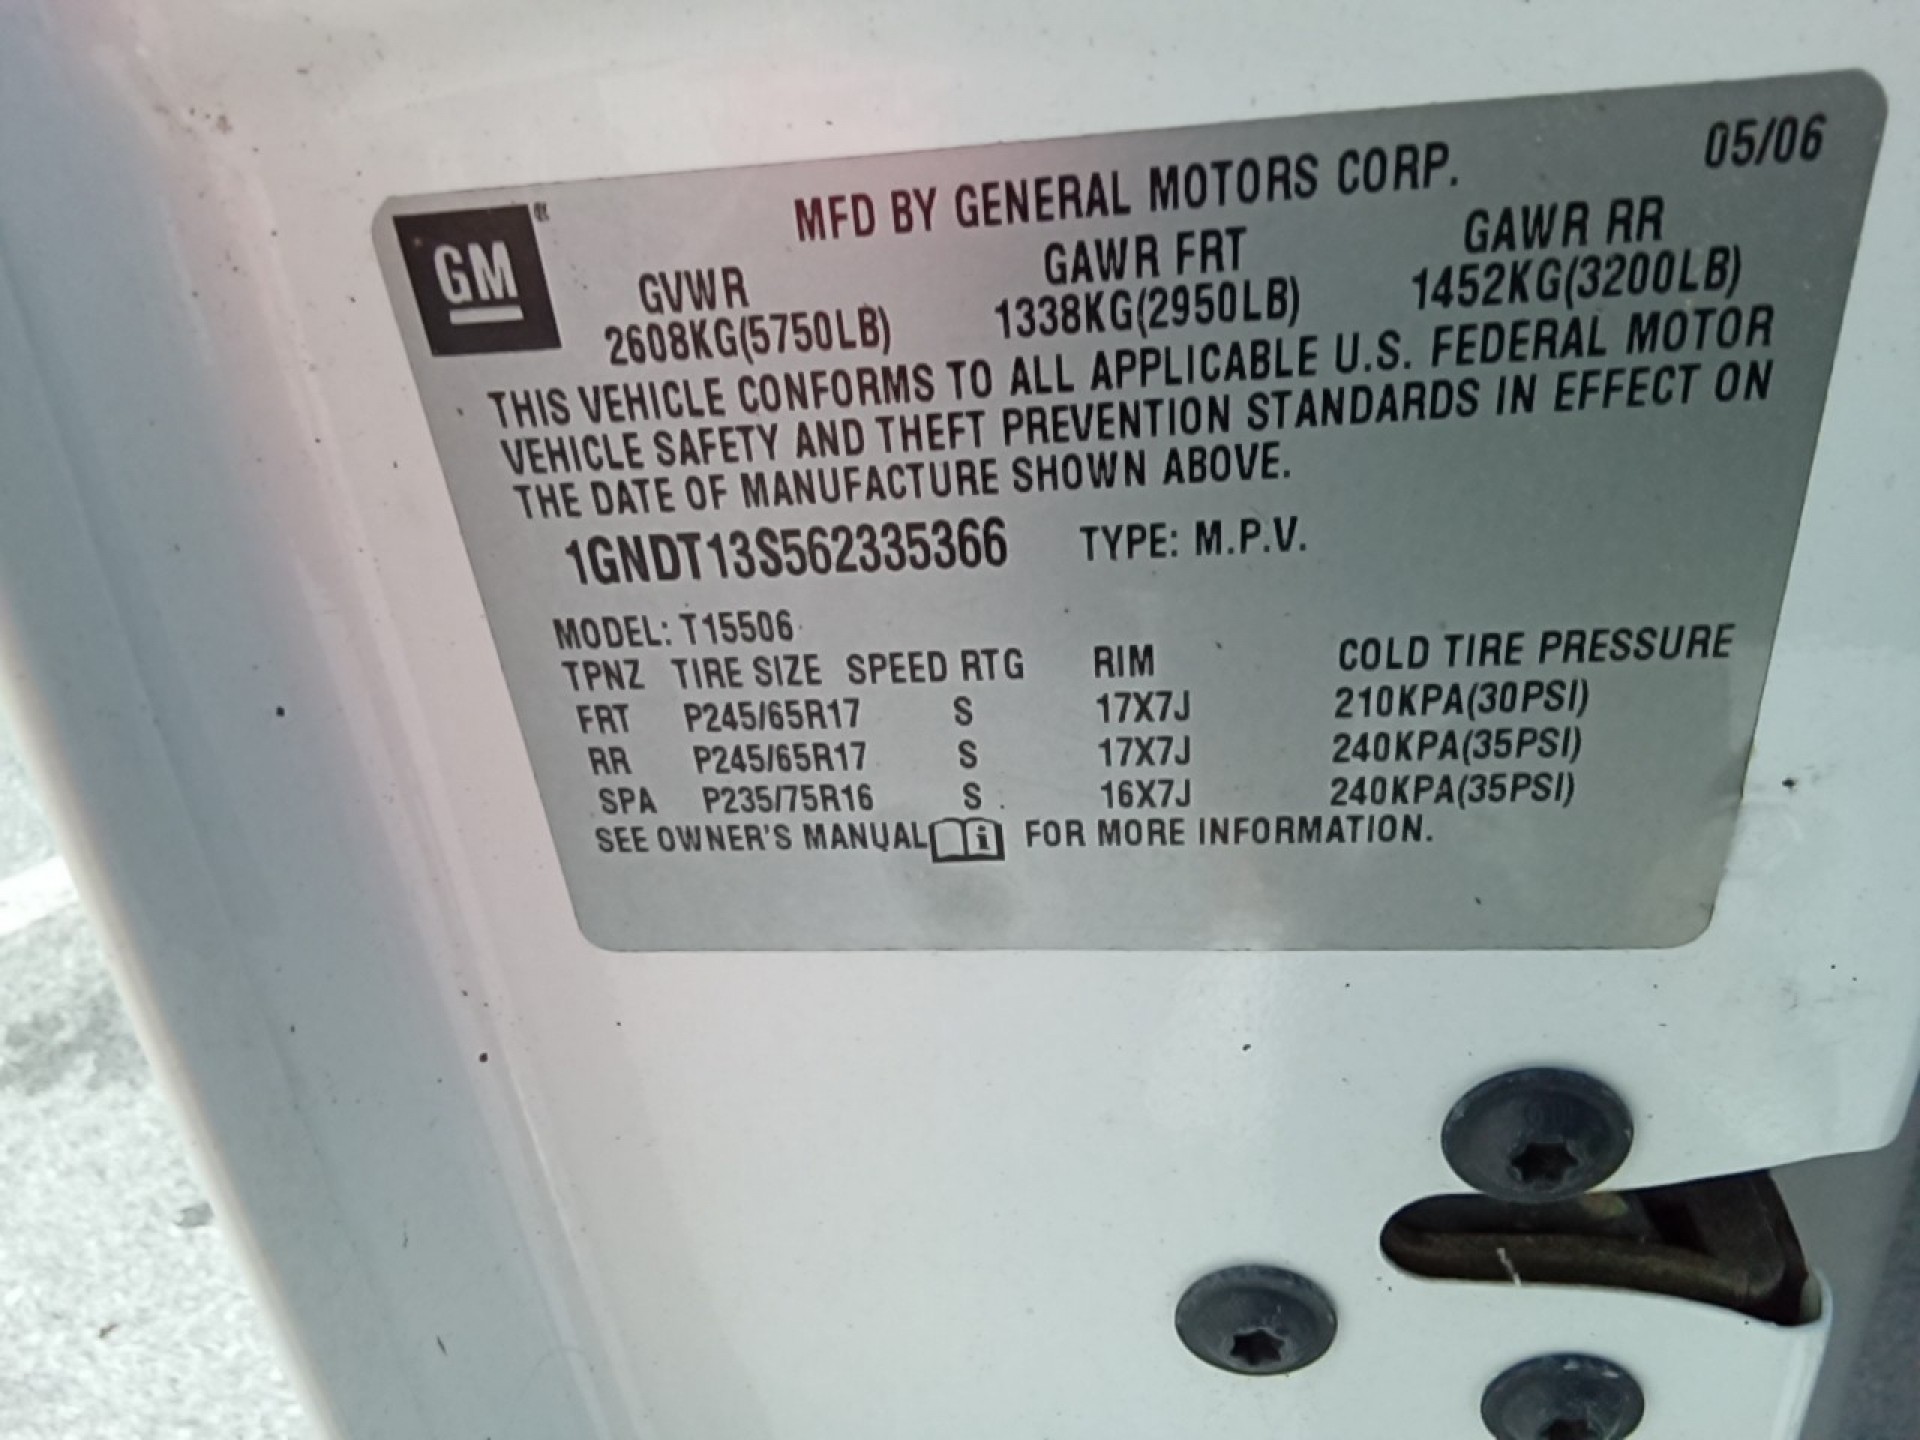 05/06
MFD BY GENERAL MOTORS CORP.
GM
GVWR GAWR FRT GAWR RR
2608KG(5750LB) 1338KG(2950LB) 1452KG(3200LB)
THIS VEHICLE CONFORMS TO ALL APPLICABLE U.S. FEDERAL MOTOR
VEHICLE SAFETY AND THEFT PREVENTION STANDARDS IN EFFECT ON
THE DATE OF MANUFACTURE SHOWN ABOVE.
1GNDT13S562335366 TYPE: M.P.V.
MODEL: T15506
TPNZ TIRE SIZE SPEED RTG RIM COLD TIRE PRESSURE
FRT P245/65R17 S 17X7J 210KPA(30PSI)
RR P245/65R17 S 17X7J 240KPA(35PSI)
SPA P235/75R16 S 16X7J 240KPA(35PSI)
SEE OWNER'S MANUAL i FOR MORE INFORMATION.